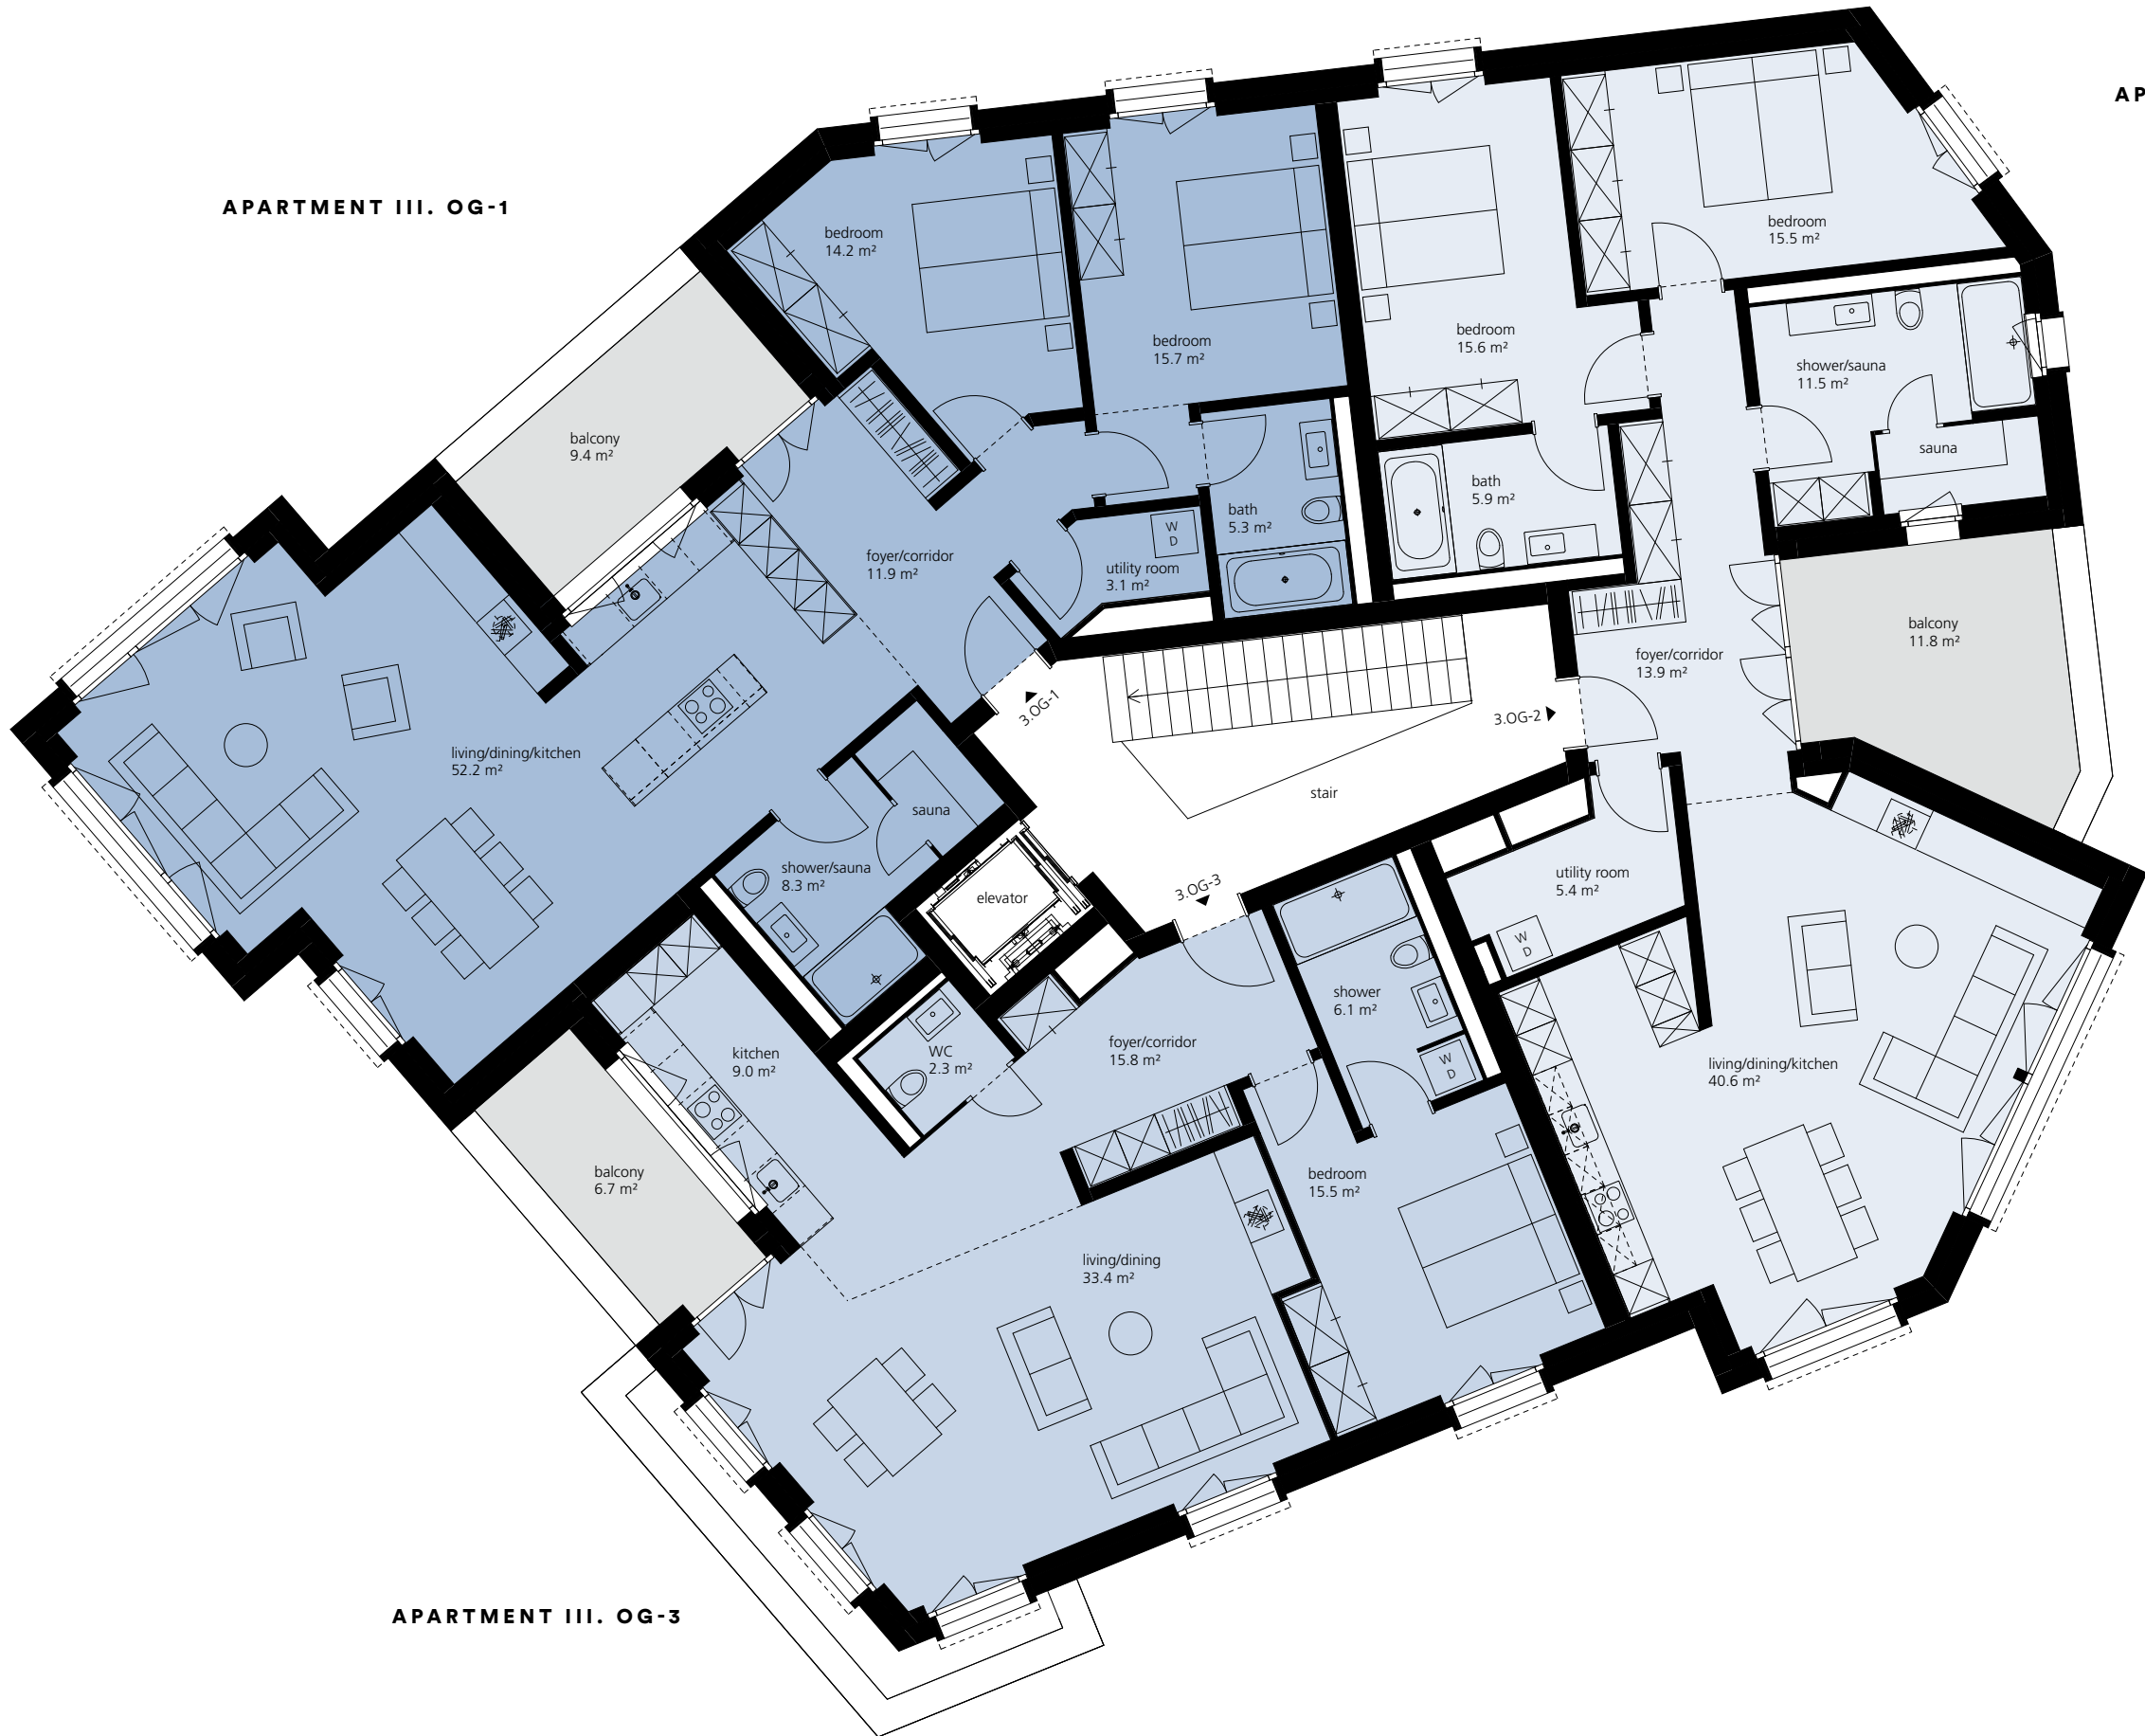 AP
APARTMENT III. OG-1
bedroom
14.2 m²
bedroom
15.7 m²
bedroom
15.6 m²
bedroom
15.5 m²
shower/sauna
11.5 m²
sauna
balcony
9.4 m²
foyer/corridor
11.9 m²
utility room
3.1 m²
W
D
bath
5.3 m²
bath
5.9 m²
foyer/corridor
13.9 m²
balcony
11.8 m²
living/dining/kitchen
52.2 m²
3.OG-1
3.OG-2
stair
sauna
shower/sauna
8.3 m²
elevator
3.OG-3
utility room
5.4 m²
W
D
shower
6.1 m²
W
D
kitchen
9.0 m²
WC
2.3 m²
foyer/corridor
15.8 m²
living/dining/kitchen
40.6 m²
balcony
6.7 m²
bedroom
15.5 m²
living/dining
33.4 m²
APARTMENT III. OG-3